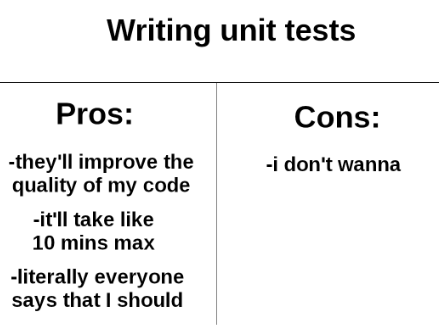 Writing unit tests
Pros:
-they'll improve the
quality of my code
-it'll take like
10 mins max
-literally everyone
says that I should
Cons:
-i don't wanna